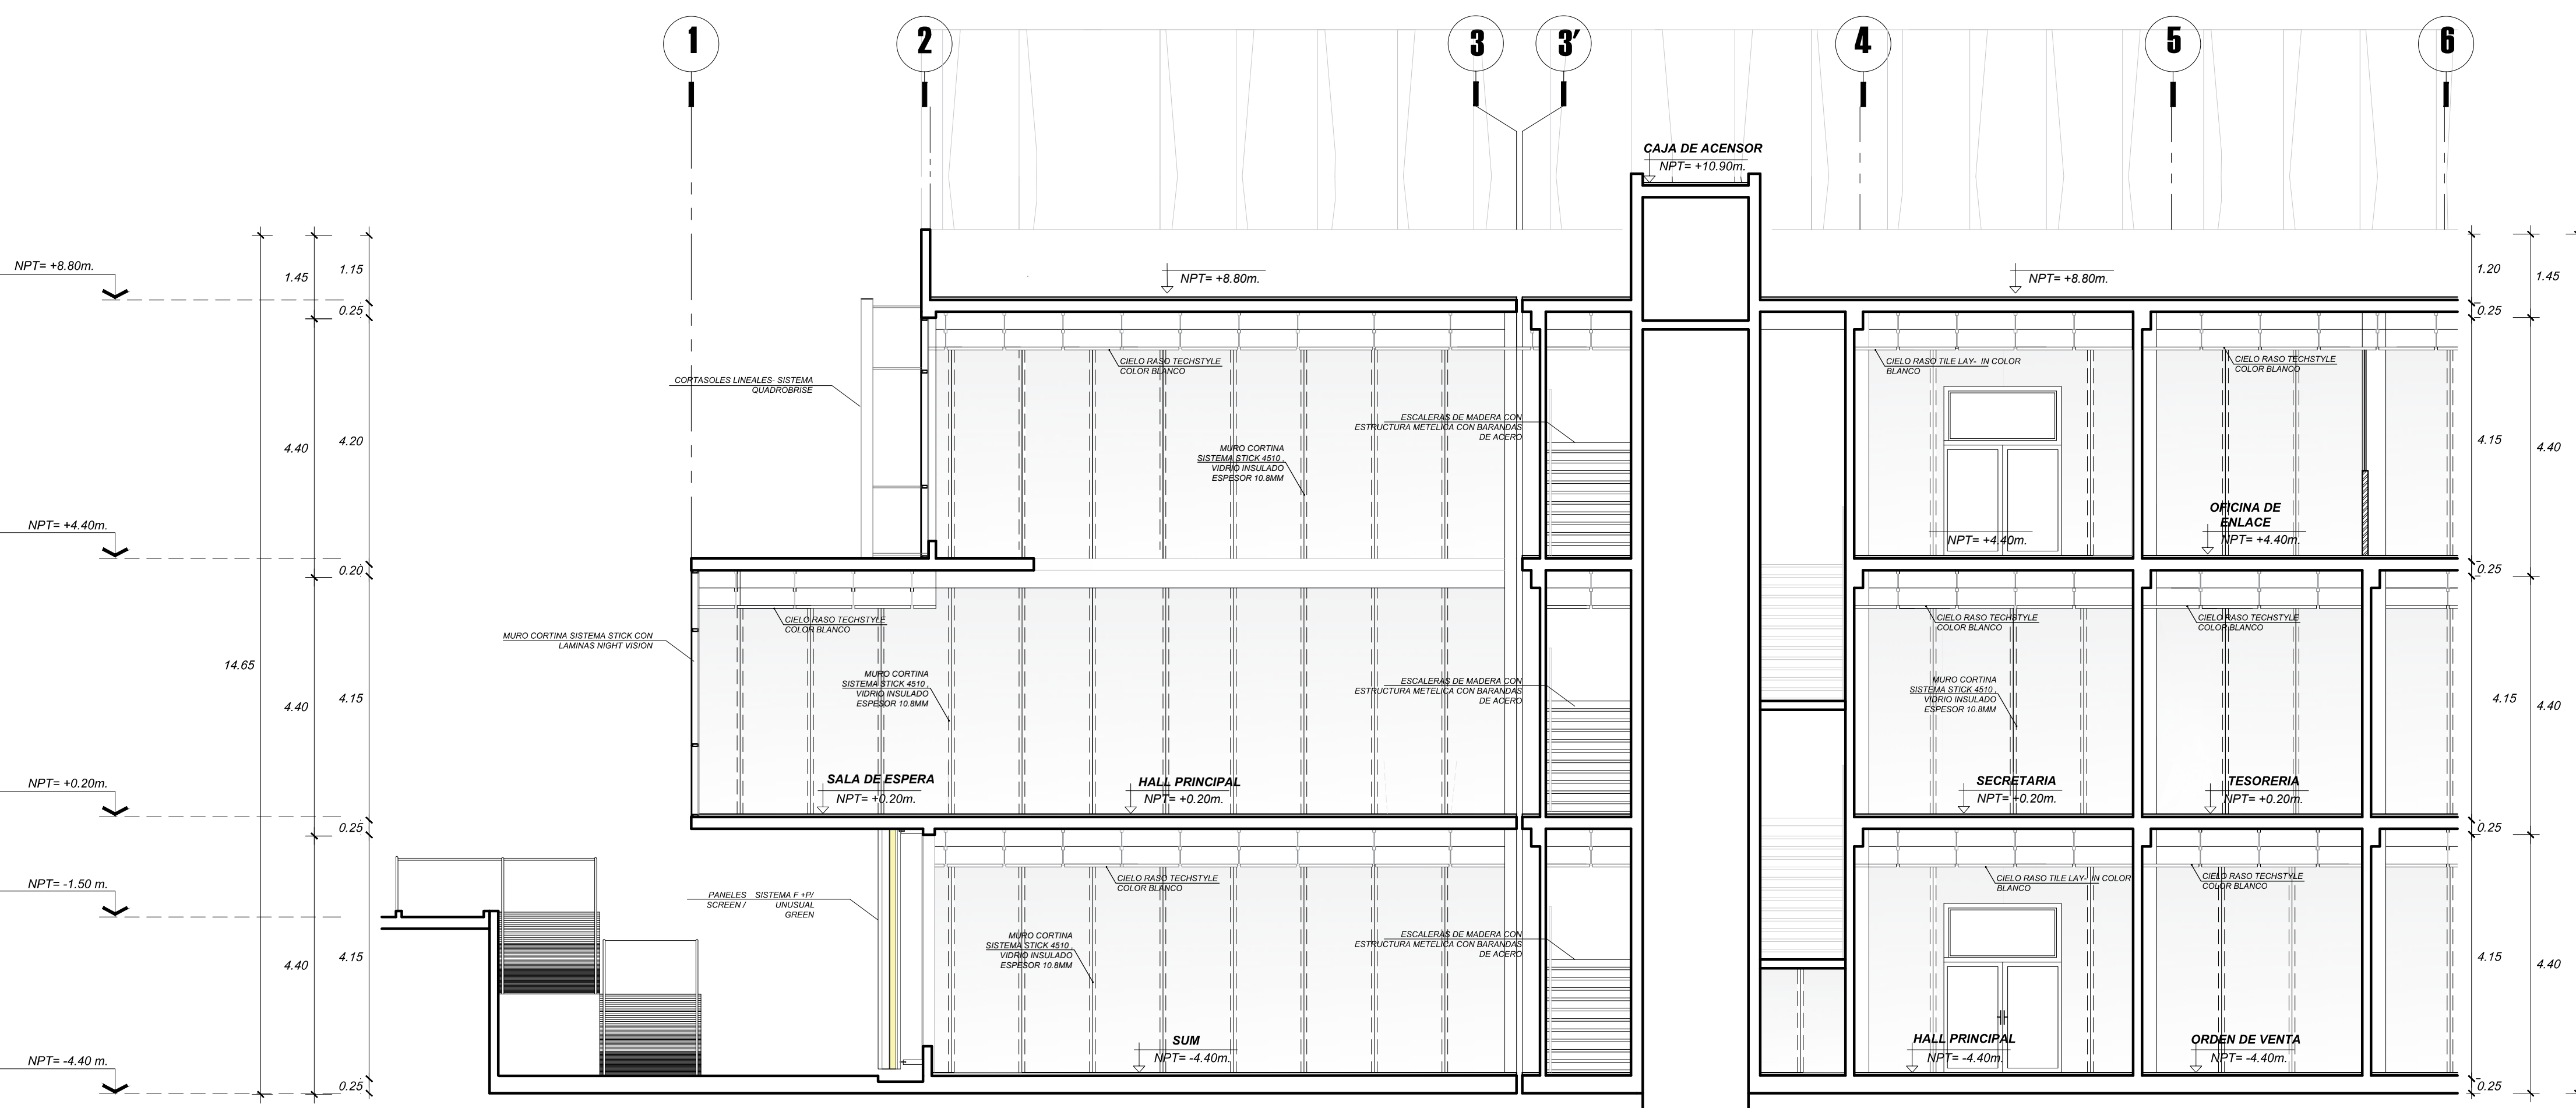 1
2
3
3'
4
5
6
CAJA DE ACENSOR
NPT= +10.90m.
NPT= +8.80m.
1.45
1.15
0.25
NPT= +8.80m.
NPT= +8.80m.
1.20
1.45
0.25
CORTASOLES LINEALES- SISTEMA
QUADROBRISE
CIELO RASO TECHSTYLE
COLOR BLANCO
CIELO RASO TILE LAY- IN COLOR
BLANCO
CIELO RASO TECHSTYLE
COLOR BLANCO
ESCALERAS DE MADERA CON
ESTRUCTURA METELICA CON BARANDAS
DE ACERO
MURO CORTINA
SISTEMA STICK 4510 .
VIDRIO INSULADO
ESPESOR 10.8MM
4.40
4.20
4.15
4.40
OFICINA DE
ENLACE
NPT= +4.40m.
NPT= +4.40m.
NPT= +4.40m.
0.20
0.25
MURO CORTINA SISTEMA STICK CON
LAMINAS NIGHT VISION
CIELO RASO TECHSTYLE
COLOR BLANCO
CIELO RASO TECHSTYLE
COLOR BLANCO
CIELO RASO TECHSTYLE
COLOR BLANCO
14.65
MURO CORTINA
SISTEMA STICK 4510 .
VIDRIO INSULADO
ESPESOR 10.8MM
ESCALERAS DE MADERA CON
ESTRUCTURA METELICA CON BARANDAS
DE ACERO
MURO CORTINA
SISTEMA STICK 4510 .
VIDRIO INSULADO
ESPESOR 10.8MM
4.40
4.15
4.15
4.40
NPT= +0.20m.
SALA DE ESPERA
NPT= +0.20m.
HALL PRINCIPAL
NPT= +0.20m.
SECRETARIA
NPT= +0.20m.
TESORERIA
NPT= +0.20m.
0.25
0.25
NPT= -1.50 m.
PANELES SISTEMA F +P/
SCREEN / UNUSUAL
GREEN
CIELO RASO TECHSTYLE
COLOR BLANCO
CIELO RASO TILE LAY- IN COLOR
BLANCO
CIELO RASO TECHSTYLE
COLOR BLANCO
MURO CORTINA
SISTEMA STICK 4510 .
VIDRIO INSULADO
ESPESOR 10.8MM
ESCALERAS DE MADERA CON
ESTRUCTURA METELICA CON BARANDAS
DE ACERO
4.40
4.15
4.15
4.40
NPT= -4.40 m.
SUM
NPT= -4.40m.
HALL PRINCIPAL
NPT= -4.40m.
ORDEN DE VENTA
NPT= -4.40m.
0.25
0.25